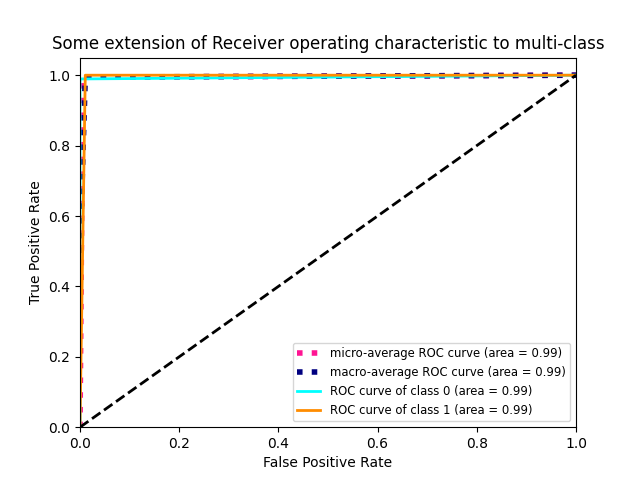 Some extension of Receiver operating characteristic to multi-class
1.0
0.8
0.6
0.4
0.2
0.0
True Positive Rate
micro-average ROC curve (area = 0.99)
macro-average ROC curve (area = 0.99)
ROC curve of class 0 (area = 0.99)
ROC curve of class 1 (area = 0.99)
0.0 0.2 0.4 0.6 0.8 1.0
False Positive Rate